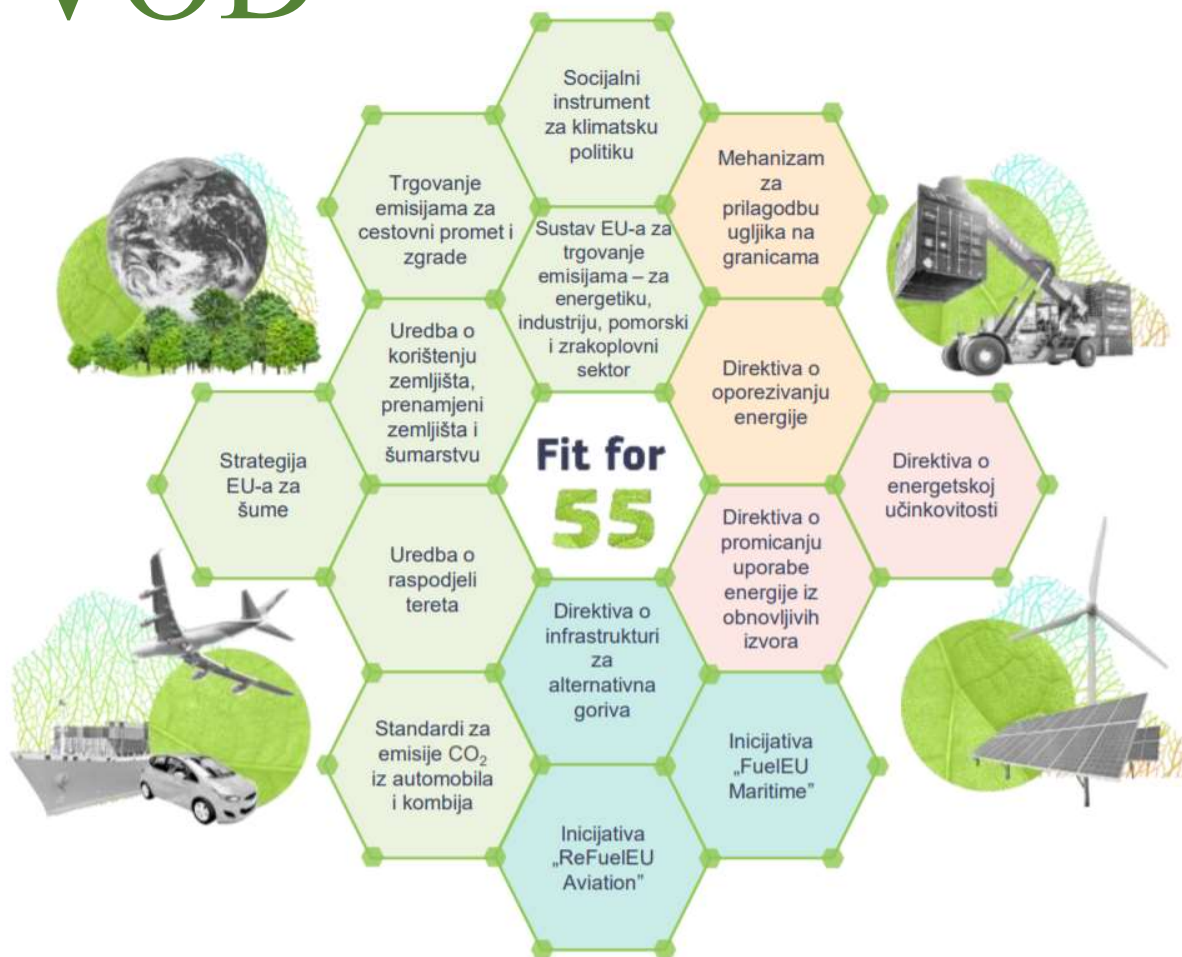 VOD
Socijalni
instrument
za klimatsku
politiku
Trgovanje
emisijama za
cestovni promet i
zgrade
Mehanizam
za
prilagodbu
ugljika na
granicama
Sustav EU-a za
trgovanje
emisijama – za
energetiku,
industriju, pomorski
i zrakoplovni
sektor
Uredba o
korištenju
zemljišta,
prenamjeni
zemljišta i
šumarstvu
Direktiva o
oporezivanju
energije
Strategija
EU-a za
šume
Fit for
55
Direktiva o
energetskoj
učinkovitosti
Uredba o
raspodjeli
tereta
Direktiva o
promicanju
uporabe
energije iz
obnovljivih
izvora
Direktiva o
infrastrukturi
za
alternativna
goriva
Standardi za
emisije CO₂
iz automobila
i kombija
Inicijativa
„FuelEU
Maritime”
Inicijativa
„ReFuelEU
Aviation”